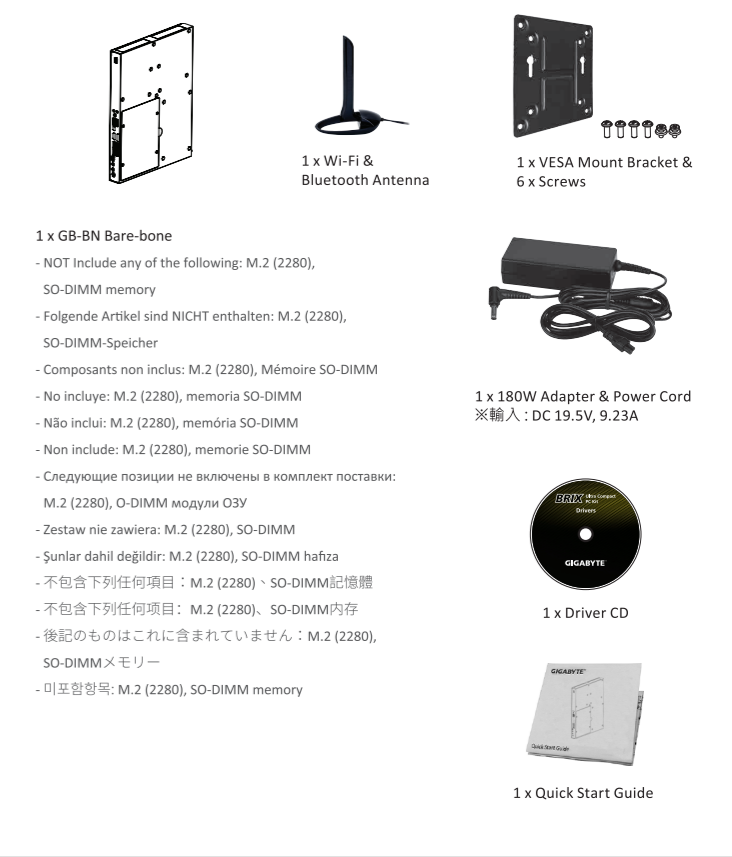 1 x Wi-Fi &
Bluetooth Antenna
1 x VESA Mount Bracket &
6 x Screws
1 x GB-BN Bare-bone
- NOT Include any of the following: M.2 (2280),
SO-DIMM memory
- Folgende Artikel sind NICHT enthalten: M.2 (2280),
SO-DIMM-Speicher
- Composants non inclus: M.2 (2280), Mémoire SO-DIMM
- No incluye: M.2 (2280), memoria SO-DIMM
- Não inclui: M.2 (2280), memória SO-DIMM
- Non include: M.2 (2280), memorie SO-DIMM
- Следующие позиции не включены в комплект поставки:
M.2 (2280), O-DIMM модули ОЗУ
- Zestaw nie zawiera: M.2 (2280), SO-DIMM
- Şunlar dahil değildir: M.2 (2280), SO-DIMM hafıza
- 不包含下列任何項目：M.2 (2280)、SO-DIMM記憶體
- 不包含下列任何项目：M.2 (2280)、SO-DIMM内存
- 後記のものはこれに含まれていません：M.2 (2280),
SO-DIMMメモリー
- 미포함항목: M.2 (2280), SO-DIMM memory
1 x 180W Adapter & Power Cord
※輸入 : DC 19.5V, 9.23A
BRIX Ultra Compact
PC Kit
Drivers
GIGABYTE
1 x Driver CD
GIGABYTE
Quick Start Guide
1 x Quick Start Guide